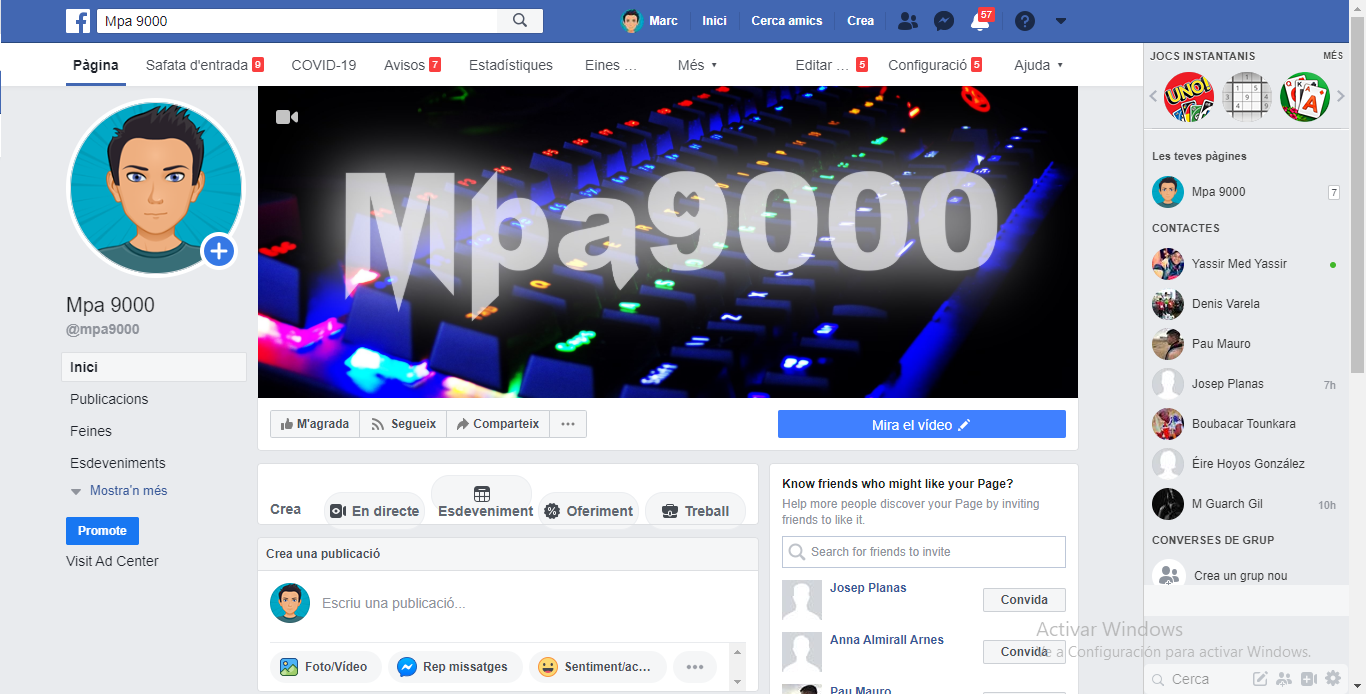 Mpa 9000
Marc
Inici
Cerca amics
Crea
57
Pàgina
Safata d'entrada 9
COVID-19
Avisos 7
Estadístiques
Eines ...
Més
Editar ... 5
Configuració 5
Ajuda
Mpa9000
Mpa 9000
@mpa9000
Inici
Publicacions
Feines
Esdeveniments
Mostra'n més
Promote
Visit Ad Center
M'agrada
Segueix
Comparteix
Mira el vídeo
Crea
En directe
Esdeveniment
Oferiment
Treball
Crea una publicació
Escriu una publicació...
Foto/Vídeo
Rep missatges
Sentiment/ac...
Know friends who might like your Page?
Help more people discover your Page by inviting
friends to like it.
Search for friends to invite
Josep Planas
Convida
Anna Almirall Arnes
Convida
Pau Mauro
JOCS INSTANTANIS
MÉS
UNO!
Les teves pàgines
Mpa 9000
7
CONTACTES
Yassir Med Yassir
Denis Varela
Pau Mauro
Josep Planas
7h
Boubacar Tounkara
Éire Hoyos González
M Guarch Gil
10h
CONVERSES DE GRUP
Crea un grup nou
Activar Windows
Ve a Configuración para activar Windows.
Cerca